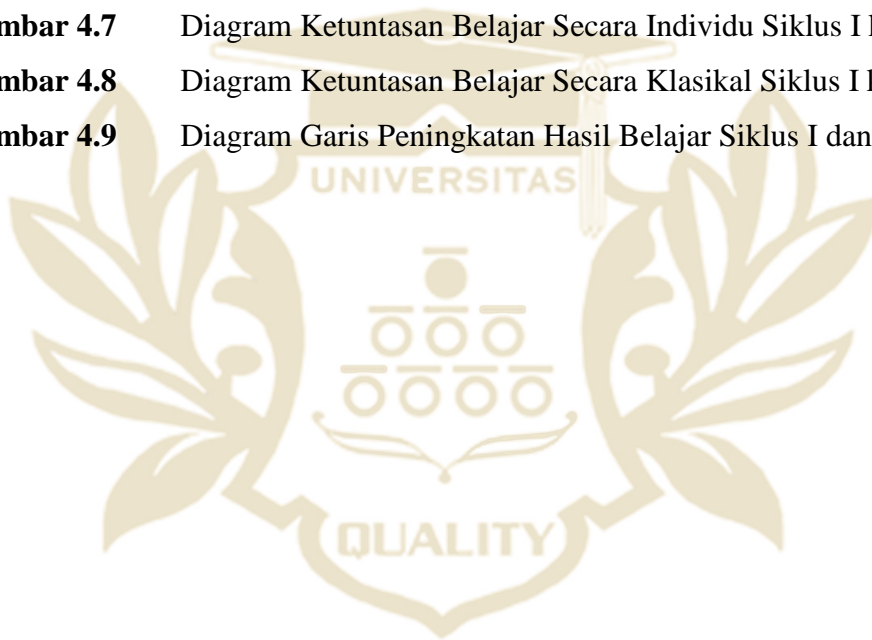 mbar 4.7 Diagram Ketuntasan Belajar Secara Individu Siklus I
mbar 4.8 Diagram Ketuntasan Belajar Secara Klasikal Siklus I
mbar 4.9 Diagram Garis Peningkatan Hasil Belajar Siklus I dan
UNIVERSITAS
QUALITY